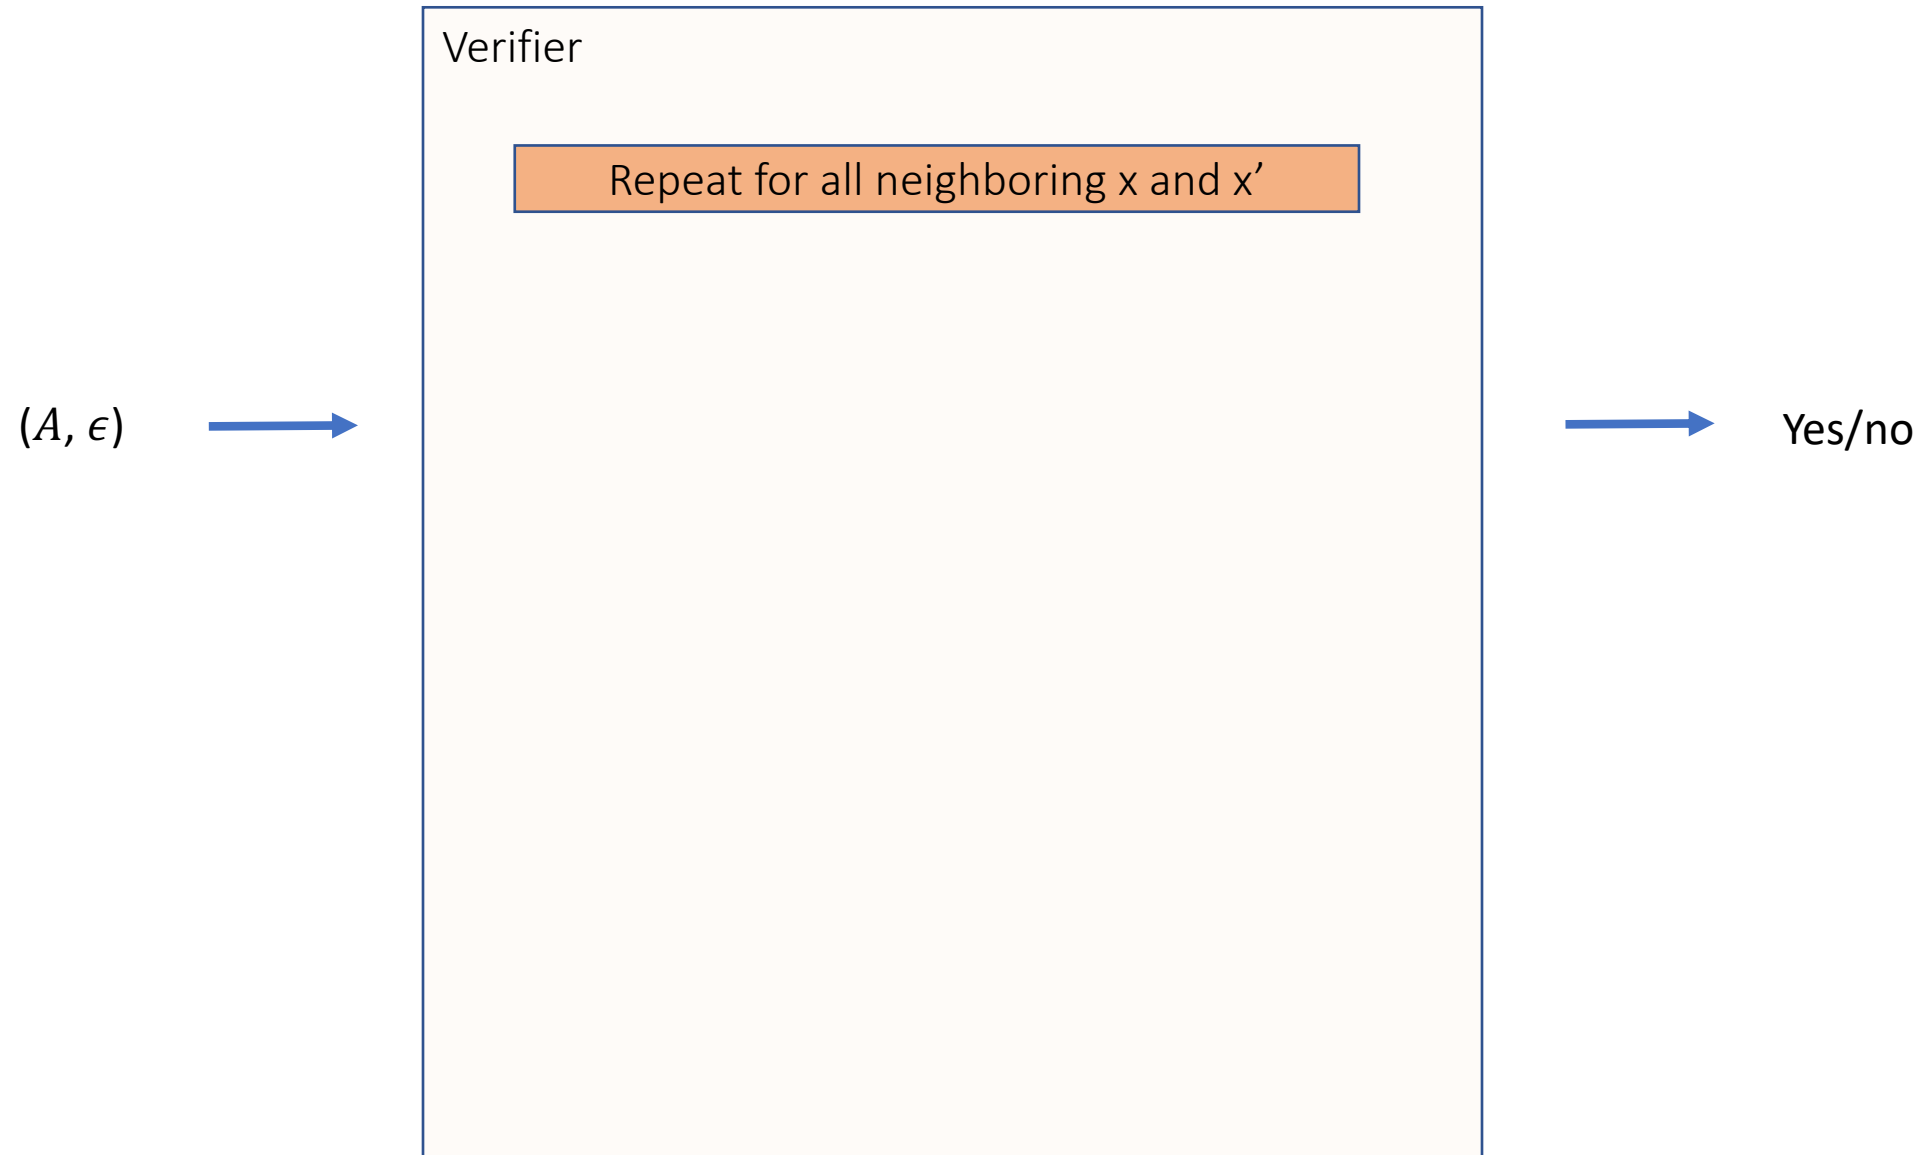 Verifier
Repeat for all neighboring x and x’
(A, ϵ)
Yes/no